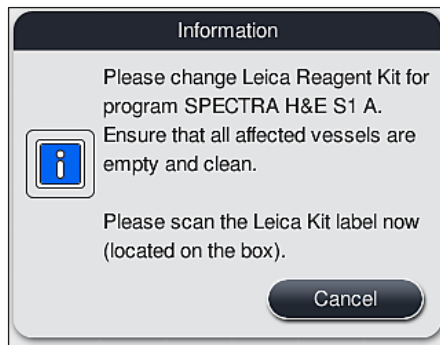 Information
Please change Leica Reagent Kit for
program SPECTRA H&E S1 A.
Ensure that all affected vessels are
empty and clean.
Please scan the Leica Kit label now
(located on the box).
Cancel